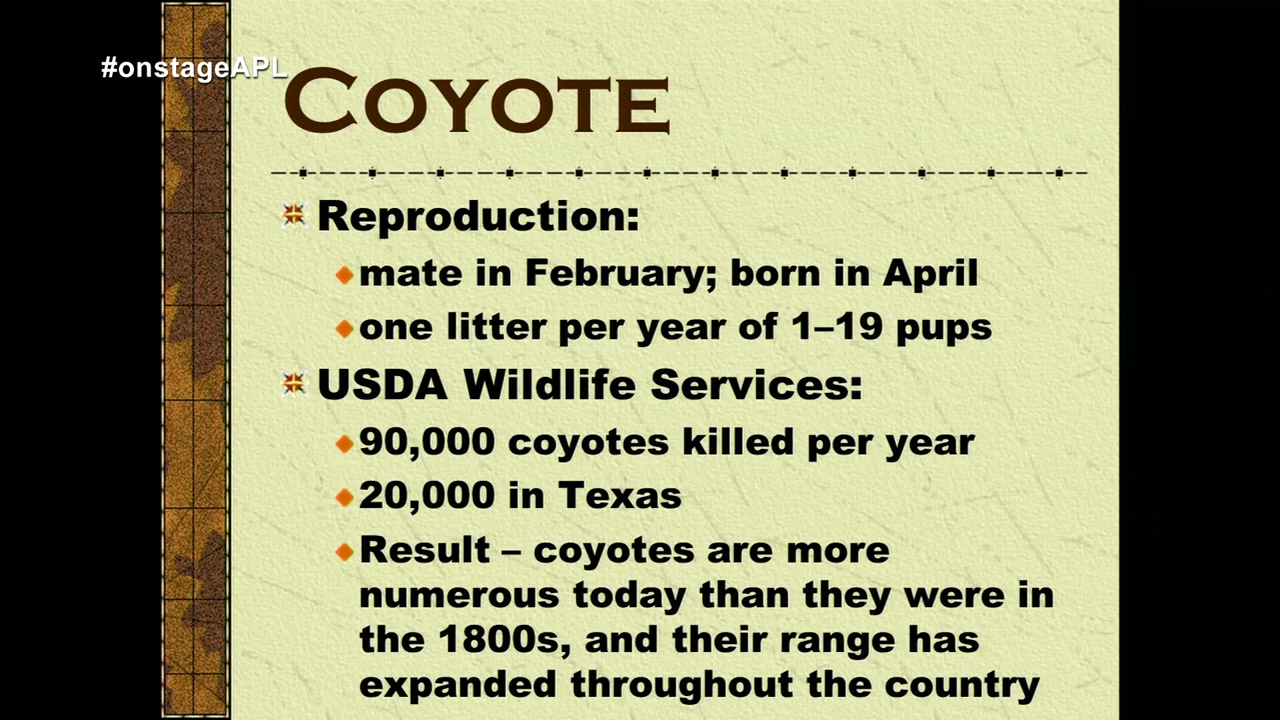 #onstageAPL
COYOTE
Reproduction:
mate in February; born in April
one litter per year of 1–19 pups
USDA Wildlife Services:
90,000 coyotes killed per year
20,000 in Texas
Result – coyotes are more
numerous today than they were in
the 1800s, and their range has
expanded throughout the country